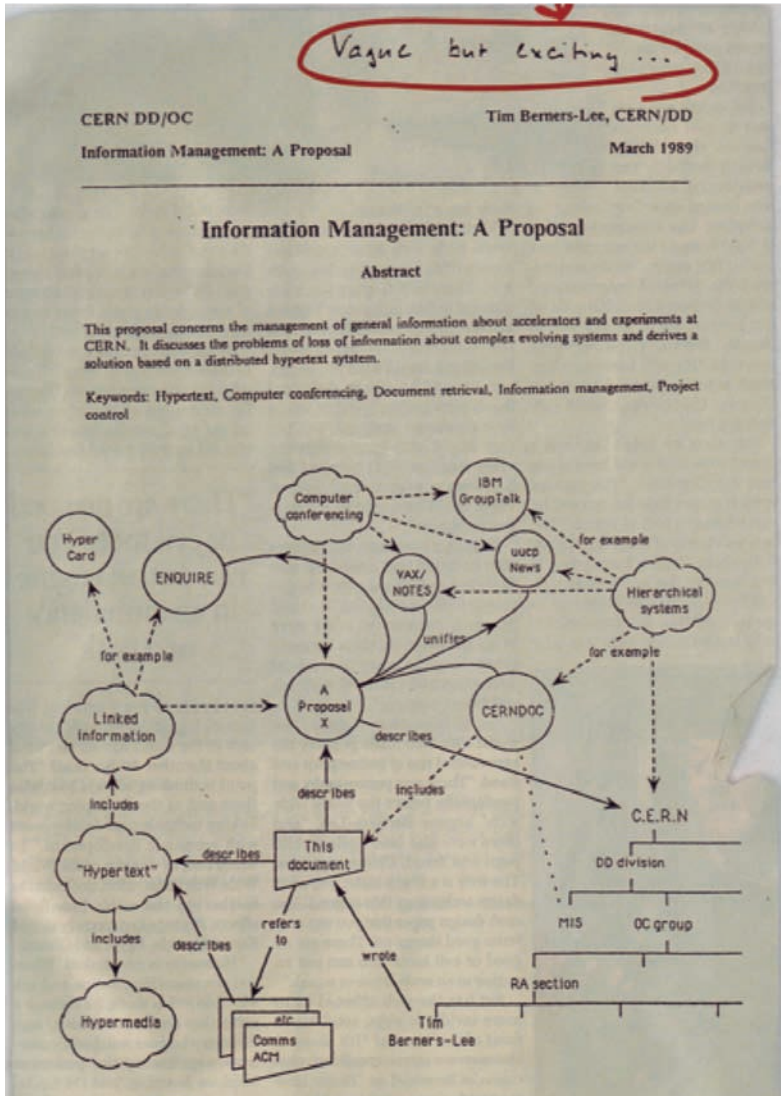 Vague but exciting ...
CERN DD/OC
Tim Berners-Lee, CERN/DD
Information Management: A Proposal
March 1989
Information Management: A Proposal
Abstract
This proposal concerns the management of general information about accelerators and experiments at
CERN. It discusses the problems of loss of information about complex evolving systems and derives a
solution based on a distributed hypertext sytstem.
Keywords: Hypertext, Computer conferencing, Document retrieval, Information management, Project
control
Computer
conferencing
IBM
GroupTalk
Hyper
Card
ENQUIRE
VAX/
NOTES
uucp
News
for example
Hierarchical
systems
unifies
for example
for example
Linked
information
A
Proposal
X
CERNDOC
describes
includes
describes
includes
C.E.R.N
This
document
describes
"Hypertext"
DD division
MIS
OC group
includes
describes
refers
to
wrote
RA section
Hypermedia
etc
Comms
ACM
Tim
Berners-Lee